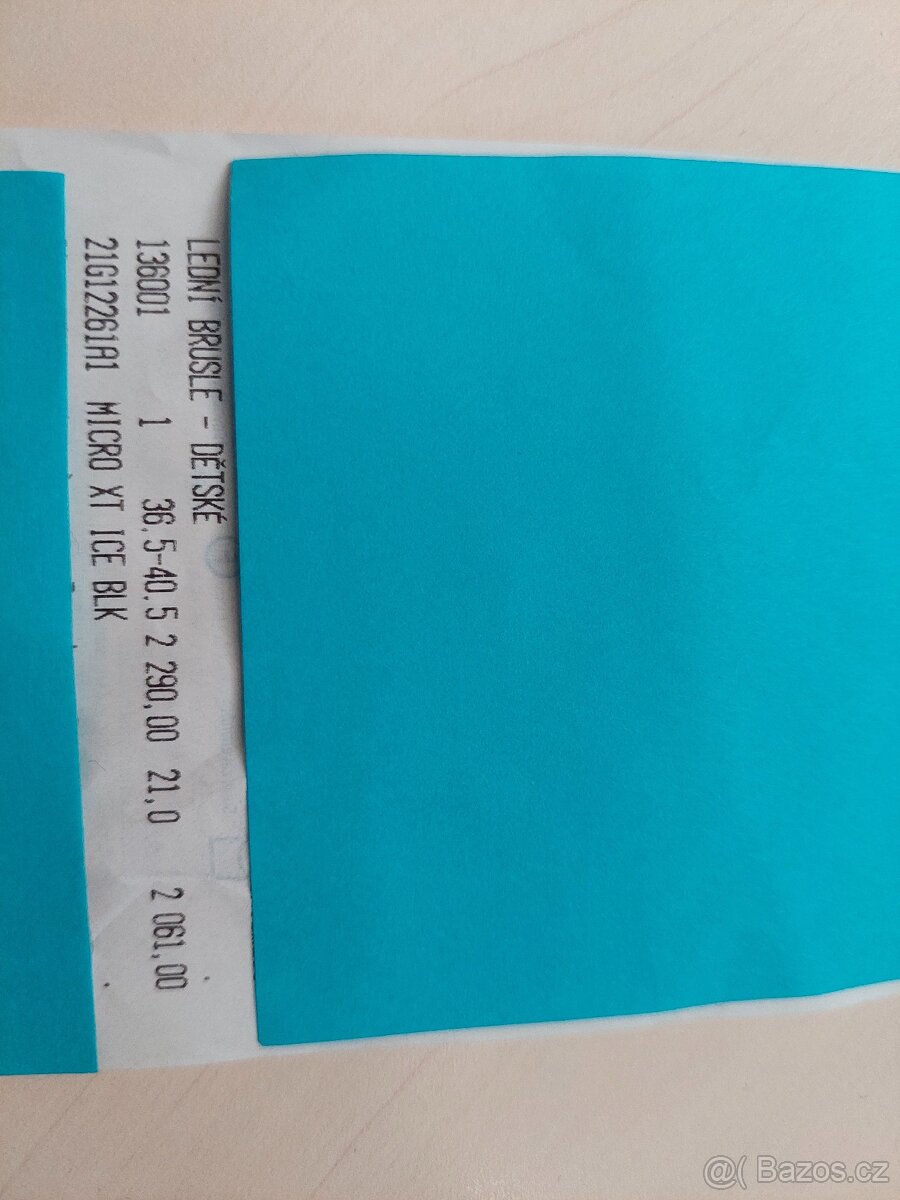 LEDNÍ BRUSLE - DĚTSKÉ
136001 1 36,5-40,5 2 290,00 21,0 2 061,00
21G12261A1 MICRO XT ICE BLK
@( Bazos.cz